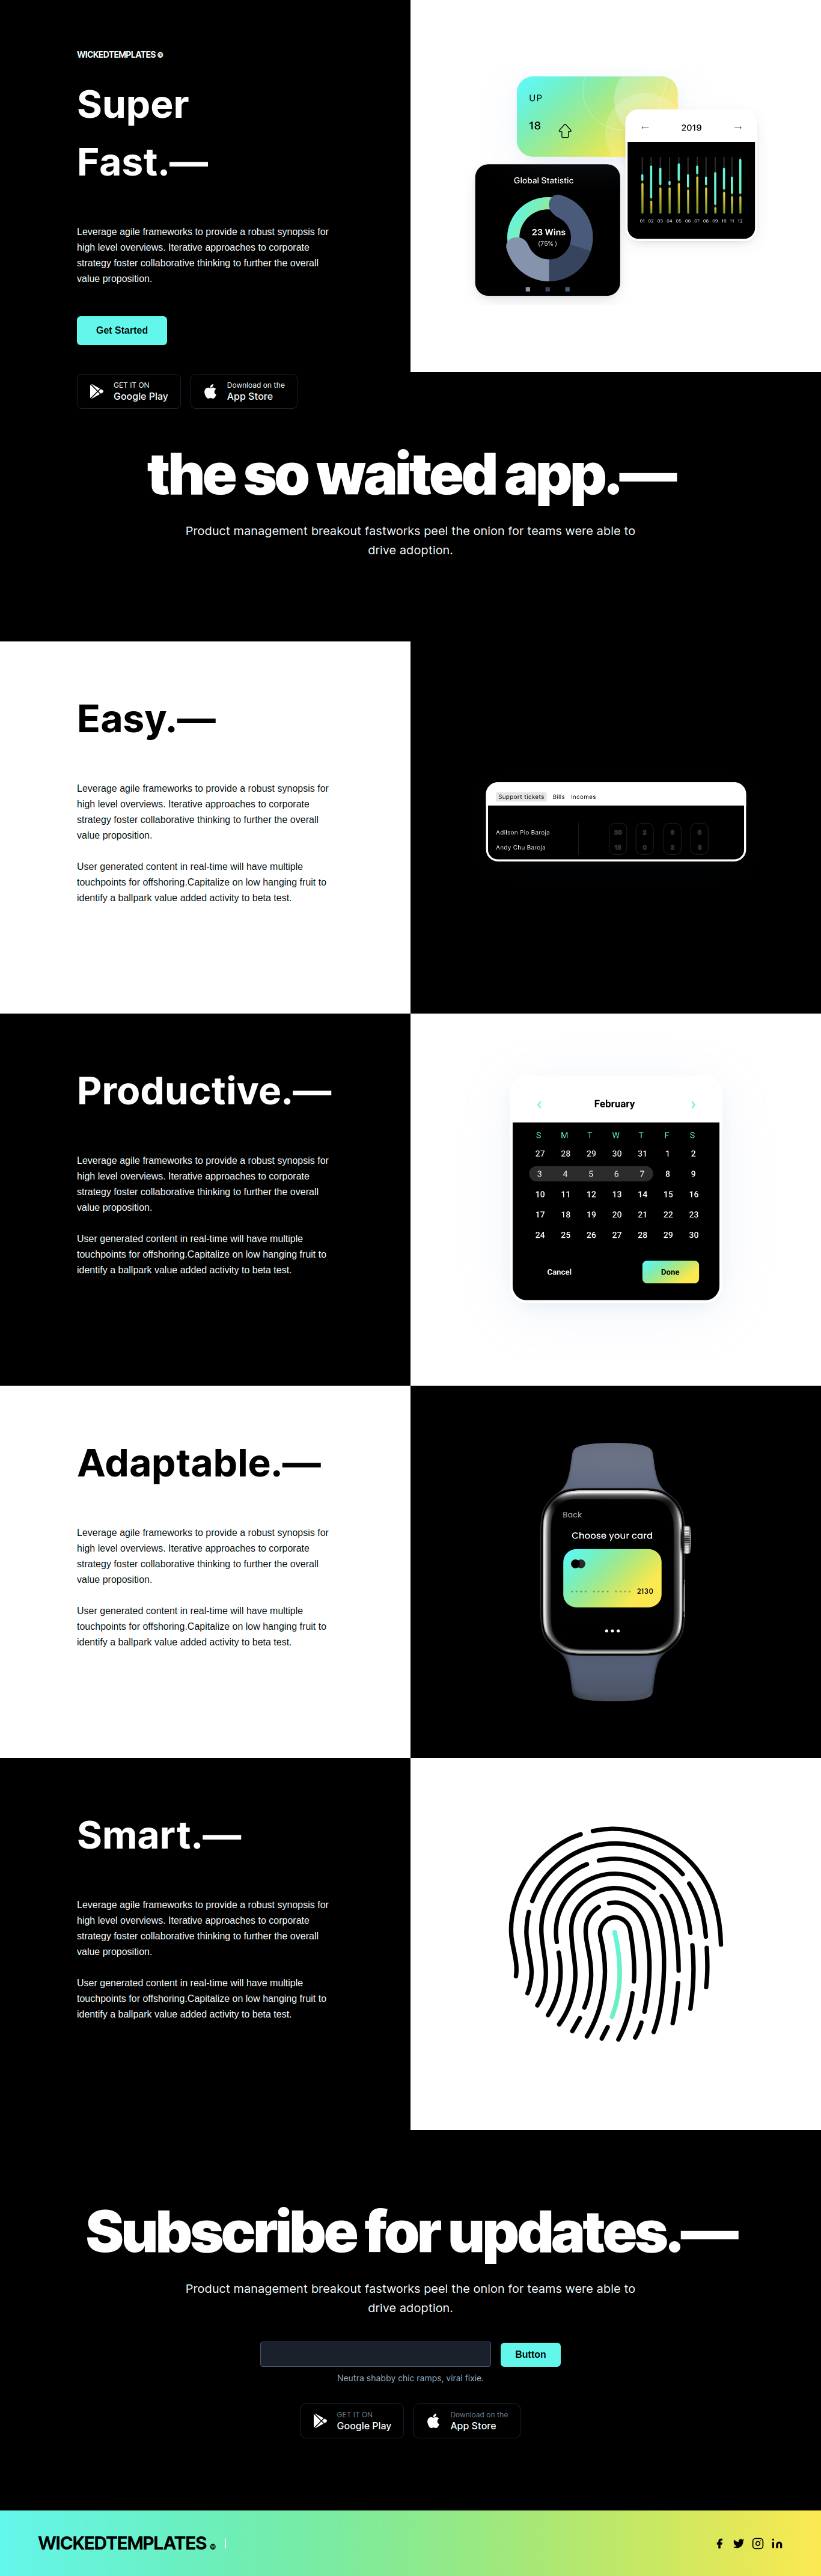 WICKEDTEMPLATES ©
Super
Fast.—
Leverage agile frameworks to provide a robust synopsis for
high level overviews. Iterative approaches to corporate
strategy foster collaborative thinking to further the overall
value proposition.
Get Started
GET IT ON
Google Play
Download on the
App Store
UP
18
2019
01 02 03 04 05 06 07 08 09 10 11 12
Global Statistic
23 Wins
(75%)
the so waited app.—
Product management breakout fastworks peel the onion for teams were able to
drive adoption.
Easy.—
Leverage agile frameworks to provide a robust synopsis for
high level overviews. Iterative approaches to corporate
strategy foster collaborative thinking to further the overall
value proposition.
User generated content in real-time will have multiple
touchpoints for offshoring.Capitalize on low hanging fruit to
identify a ballpark value added activity to beta test.
Support tickets Bills Incomes
Adilson Pio Baroja
Andy Chu Baroja
Productive.—
Leverage agile frameworks to provide a robust synopsis for
high level overviews. Iterative approaches to corporate
strategy foster collaborative thinking to further the overall
value proposition.
User generated content in real-time will have multiple
touchpoints for offshoring.Capitalize on low hanging fruit to
identify a ballpark value added activity to beta test.
February
S M T W T F S
27 28 29 30 31 1 2
3 4 5 6 7 8 9
10 11 12 13 14 15 16
17 18 19 20 21 22 23
24 25 26 27 28 29 30
Cancel Done
Adaptable.—
Leverage agile frameworks to provide a robust synopsis for
high level overviews. Iterative approaches to corporate
strategy foster collaborative thinking to further the overall
value proposition.
User generated content in real-time will have multiple
touchpoints for offshoring.Capitalize on low hanging fruit to
identify a ballpark value added activity to beta test.
Back
Choose your card
2130
Smart.—
Leverage agile frameworks to provide a robust synopsis for
high level overviews. Iterative approaches to corporate
strategy foster collaborative thinking to further the overall
value proposition.
User generated content in real-time will have multiple
touchpoints for offshoring.Capitalize on low hanging fruit to
identify a ballpark value added activity to beta test.
Subscribe for updates.—
Product management breakout fastworks peel the onion for teams were able to
drive adoption.
Button
Neutra shabby chic ramps, viral fixie.
GET IT ON
Google Play
Download on the
App Store
WICKEDTEMPLATES ©